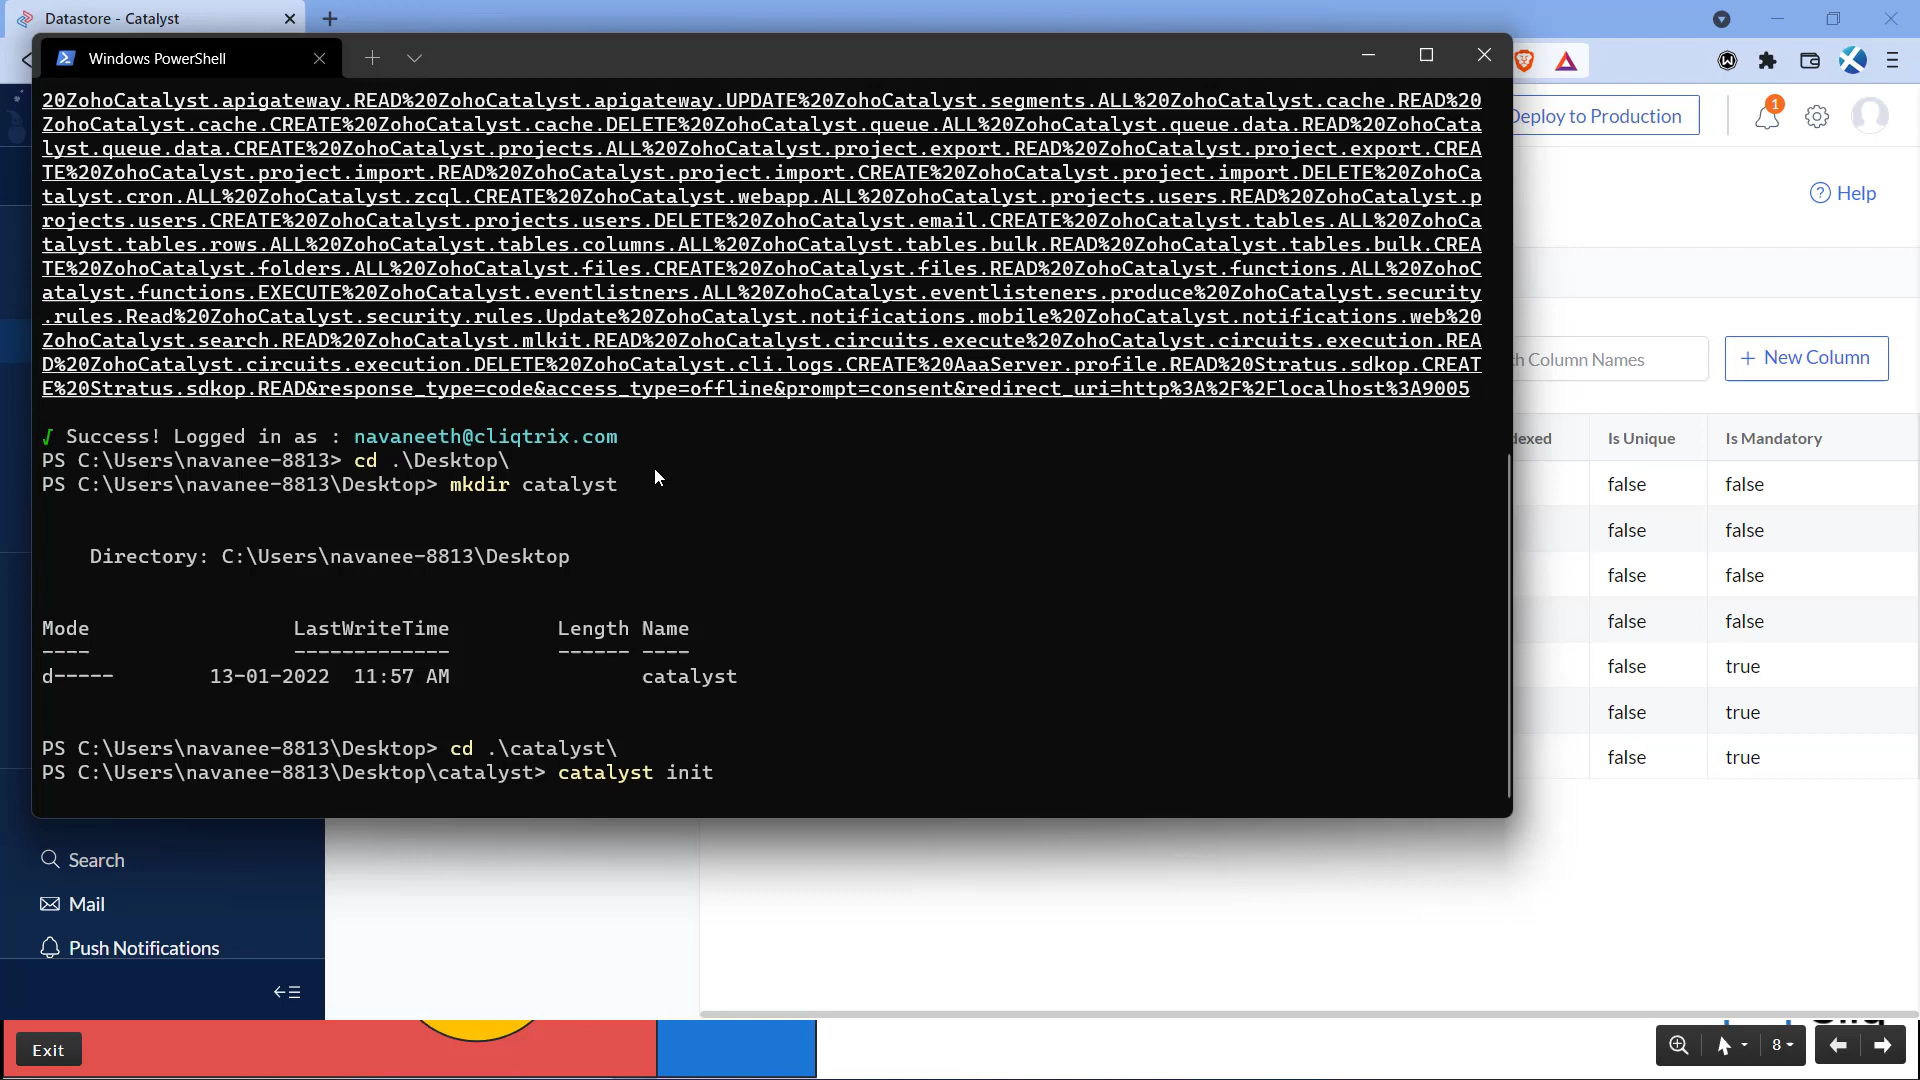 Datastore - Catalyst
Windows PowerShell
20ZohoCatalyst.apigateway.READ%20ZohoCatalyst.apigateway.UPDATE%20ZohoCatalyst.segments.ALL%20ZohoCatalyst.cache.READ%20
ZohoCatalyst.cache.CREATE%20ZohoCatalyst.cache.DELETE%20ZohoCatalyst.queue.ALL%20ZohoCatalyst.queue.data.READ%20ZohoCata
lyst.queue.data.CREATE%20ZohoCatalyst.projects.ALL%20ZohoCatalyst.project.export.READ%20ZohoCatalyst.project.export.CREA
TE%20ZohoCatalyst.project.import.READ%20ZohoCatalyst.project.import.CREATE%20ZohoCatalyst.project.import.DELETE%20ZohoCa
talyst.cron.ALL%20ZohoCatalyst.zcql.CREATE%20ZohoCatalyst.webapp.ALL%20ZohoCatalyst.projects.users.READ%20ZohoCatalyst.p
rojects.users.CREATE%20ZohoCatalyst.projects.users.DELETE%20ZohoCatalyst.email.CREATE%20ZohoCatalyst.tables.ALL%20ZohoCa
talyst.tables.rows.ALL%20ZohoCatalyst.tables.columns.ALL%20ZohoCatalyst.tables.bulk.READ%20ZohoCatalyst.tables.bulk.CREA
TE%20ZohoCatalyst.folders.ALL%20ZohoCatalyst.files.CREATE%20ZohoCatalyst.files.READ%20ZohoCatalyst.functions.ALL%20ZohoC
atalyst.functions.EXECUTE%20ZohoCatalyst.eventlistners.ALL%20ZohoCatalyst.eventlisteners.produce%20ZohoCatalyst.security
.rules.Read%20ZohoCatalyst.security.rules.Update%20ZohoCatalyst.notifications.mobile%20ZohoCatalyst.notifications.web%20
ZohoCatalyst.search.READ%20ZohoCatalyst.mlkit.READ%20ZohoCatalyst.circuits.execute%20ZohoCatalyst.circuits.execution.REA
D%20ZohoCatalyst.circuits.execution.DELETE%20ZohoCatalyst.cli.logs.CREATE%20AaaServer.profile.READ%20Stratus.sdkop.CREAT
E%20Stratus.sdkop.READ&response_type=code&access_type=offline&prompt=consent&redirect_uri=http%3A%2F%2Flocalhost%3A9005
√ Success! Logged in as : navaneeth@cliqtrix.com
PS C:\Users\navanee-8813> cd .\Desktop\
PS C:\Users\navanee-8813\Desktop> mkdir catalyst
Directory: C:\Users\navanee-8813\Desktop
Mode LastWriteTime Length Name
---- ------------- ------ ----
d----- 13-01-2022 11:57 AM catalyst
PS C:\Users\navanee-8813\Desktop> cd .\catalyst\
PS C:\Users\navanee-8813\Desktop\catalyst> catalyst init
Deploy to Production
1
Help
h Column Names
+ New Column
dexed Is Unique Is Mandatory
false false
false false
false false
false false
false true
false true
false true
Search
Mail
Push Notifications
Exit
8